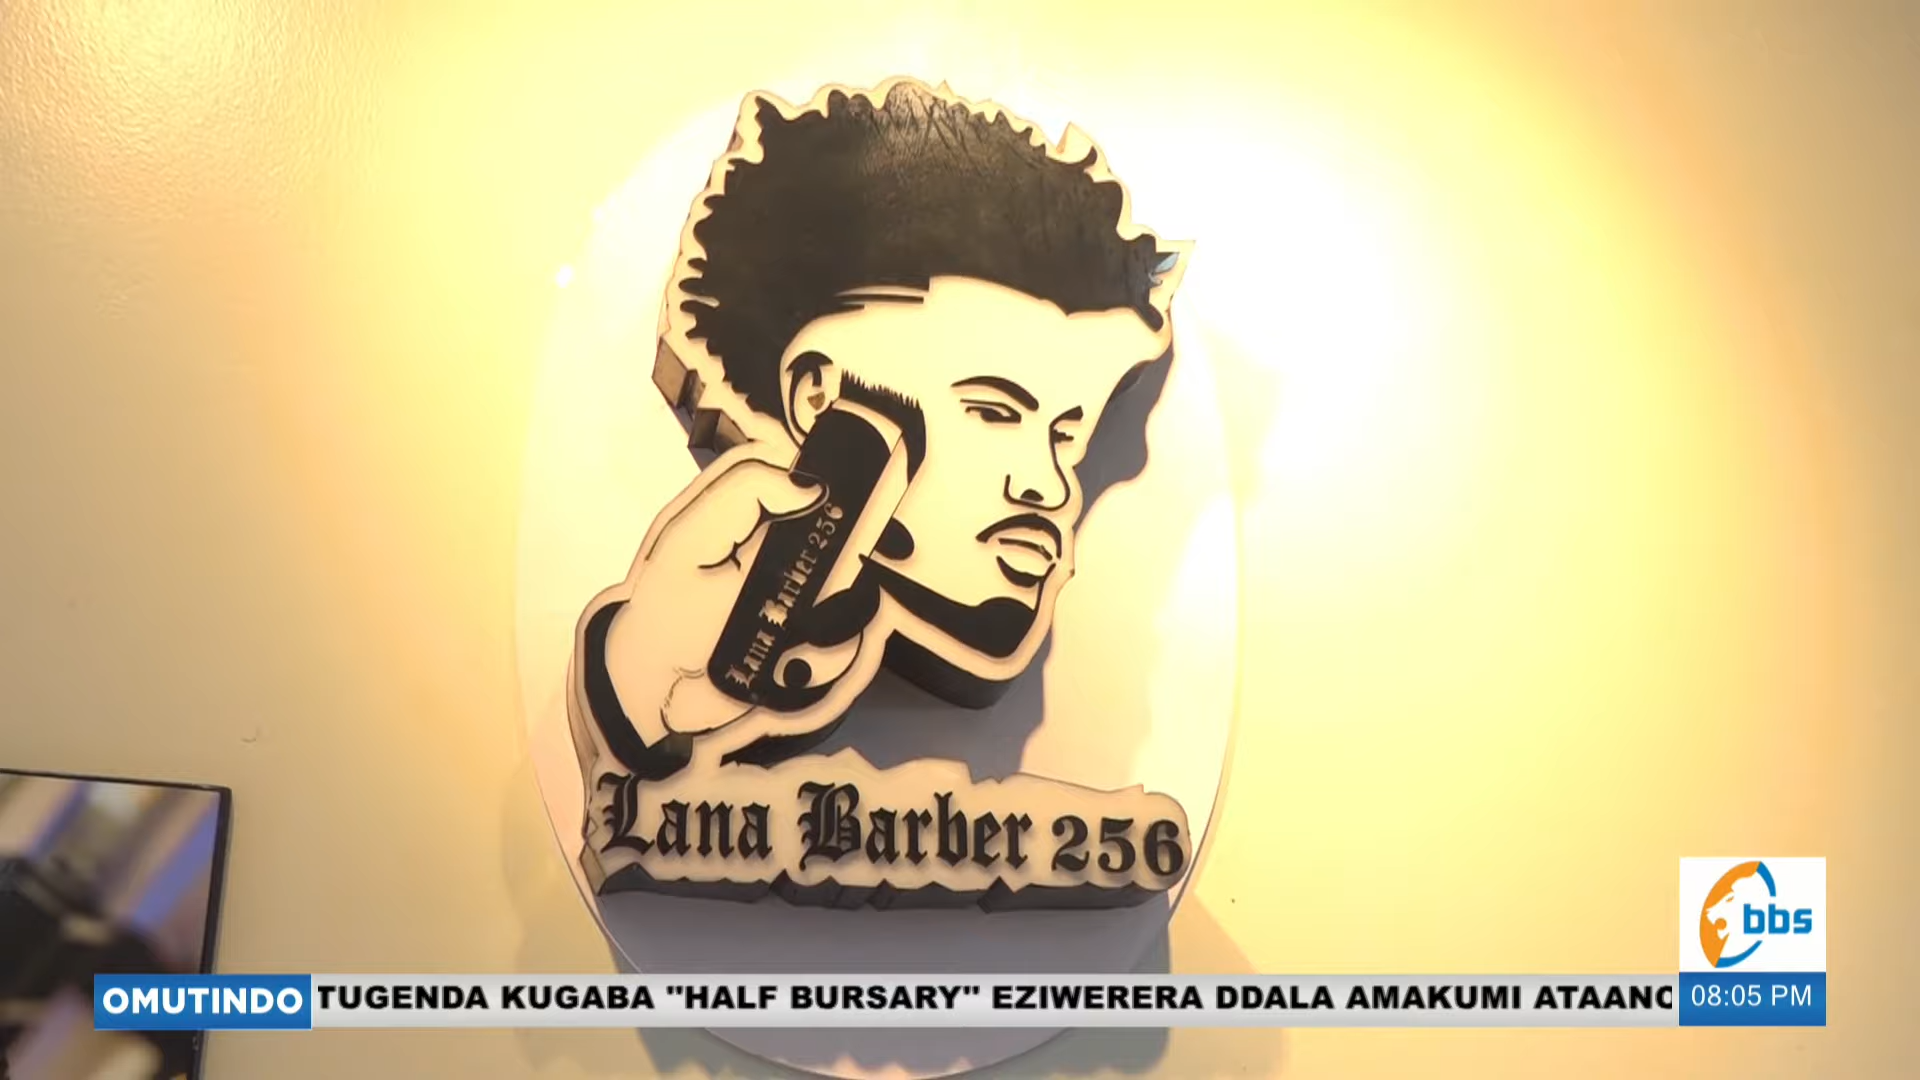 Lana Barber 256
Lana Barber 256
bbs
OMUTINDO
TUGENDA KUGABA "HALF BURSARY" EZIWERERA DDALA AMAKUMI
08:05 PM